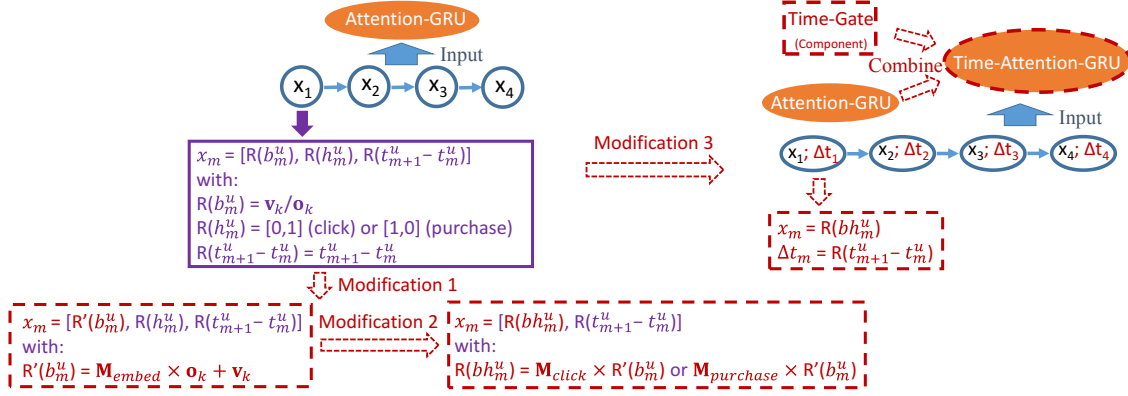 Attention-GRU
Input
x₁ x₂ x₃ x₄
x_m = [R(b_m^u), R(h_m^u), R(t_{m+1}^u − t_m^u)]
with:
R(b_m^u) = v_k/o_k
R(h_m^u) = [0,1] (click) or [1,0] (purchase)
R(t_{m+1}^u − t_m^u) = t_{m+1}^u − t_m^u
Modification 1
x_m = [R’(b_m^u), R(h_m^u), R(t_{m+1}^u − t_m^u)]
with:
R’(b_m^u) = M_embed × o_k + v_k
Modification 2
x_m = [R(bh_m^u), R(t_{m+1}^u − t_m^u)]
with:
R(bh_m^u) = M_click × R’(b_m^u) or M_purchase × R’(b_m^u)
Modification 3
Time-Gate
(Component)
Combine
Time-Attention-GRU
Attention-GRU
Input
x₁; Δt₁ x₂; Δt₂ x₃; Δt₃ x₄; Δt₄
x_m = R(bh_m^u)
Δt_m = R(t_{m+1}^u − t_m^u)